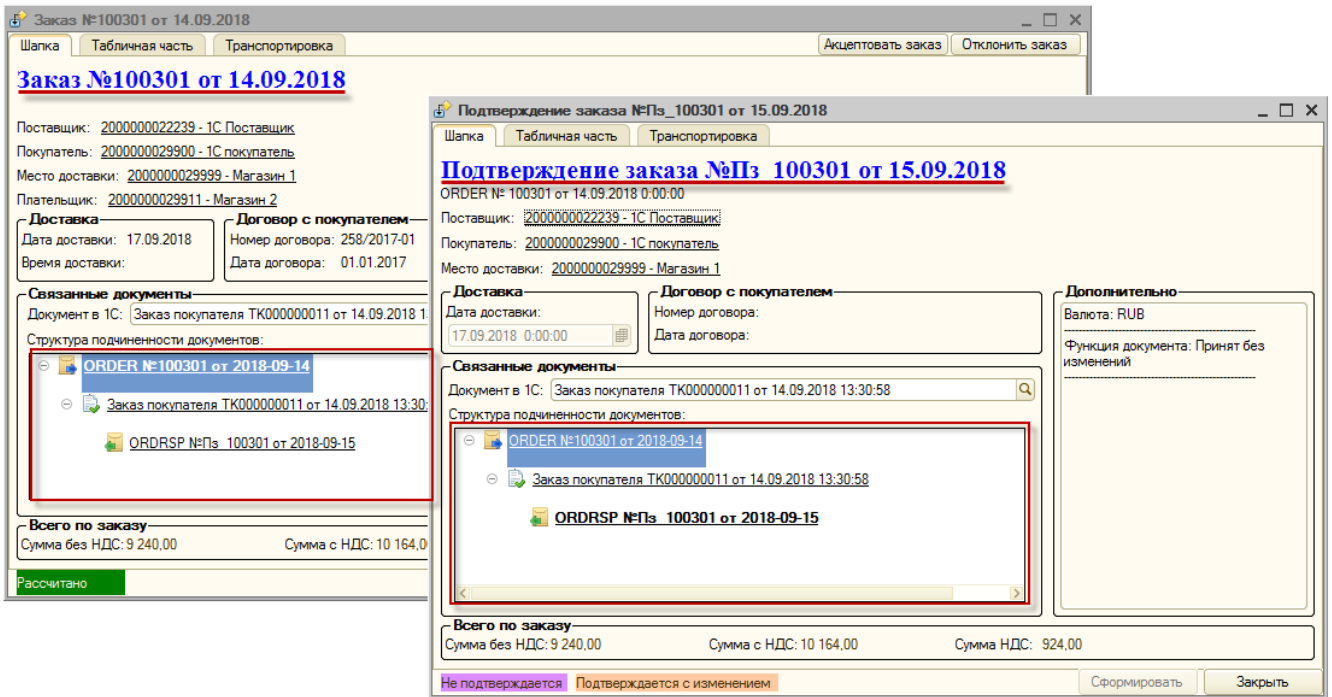 Заказ №100301 от 14.09.2018
Шапка Табличная часть Транспортировка Акцептовать заказ Отклонить заказ
Заказ №100301 от 14.09.2018
Поставщик: 2000000022239 - 1С Поставщик
Покупатель: 2000000029900 - 1С покупатель
Место доставки: 2000000029999 - Магазин 1
Плательщик: 2000000029911 - Магазин 2
Доставка Договор с покупателем
Дата доставки: 17.09.2018 Номер договора: 258/2017-01
Время доставки: Дата договора: 01.01.2017
Связанные документы
Документ в 1С: Заказ покупателя ТК000000011 от 14.09.2018 1
Структура подчиненности документов:
ORDER №100301 от 2018-09-14
Заказ покупателя ТК000000011 от 14.09.2018 13:30:
ORDRSP №Пз_100301 от 2018-09-15
Всего по заказу
Сумма без НДС: 9 240,00 Сумма с НДС: 10 164,0
Рассчитано
Подтверждение заказа №Пз_100301 от 15.09.2018
Шапка Табличная часть Транспортировка
Подтверждение заказа №Пз_100301 от 15.09.2018
ORDER № 100301 от 14.09.2018 0:00:00
Поставщик: 2000000022239 - 1С Поставщик
Покупатель: 2000000029900 - 1С покупатель
Место доставки: 2000000029999 - Магазин 1
Доставка Договор с покупателем Дополнительно
Дата доставки: Номер договора: Валюта: RUB
17.09.2018 0:00:00 Дата договора: Функция документа: Принят без
изменений
Связанные документы
Документ в 1С: Заказ покупателя ТК000000011 от 14.09.2018 13:30:58
Структура подчиненности документов:
ORDER №100301 от 2018-09-14
Заказ покупателя ТК000000011 от 14.09.2018 13:30:58
ORDRSP №Пз_100301 от 2018-09-15
Всего по заказу
Сумма без НДС: 9 240,00 Сумма с НДС: 10 164,00 Сумма НДС: 924,00
Не подтверждается Подтверждается с изменением Сформировать Закрыть